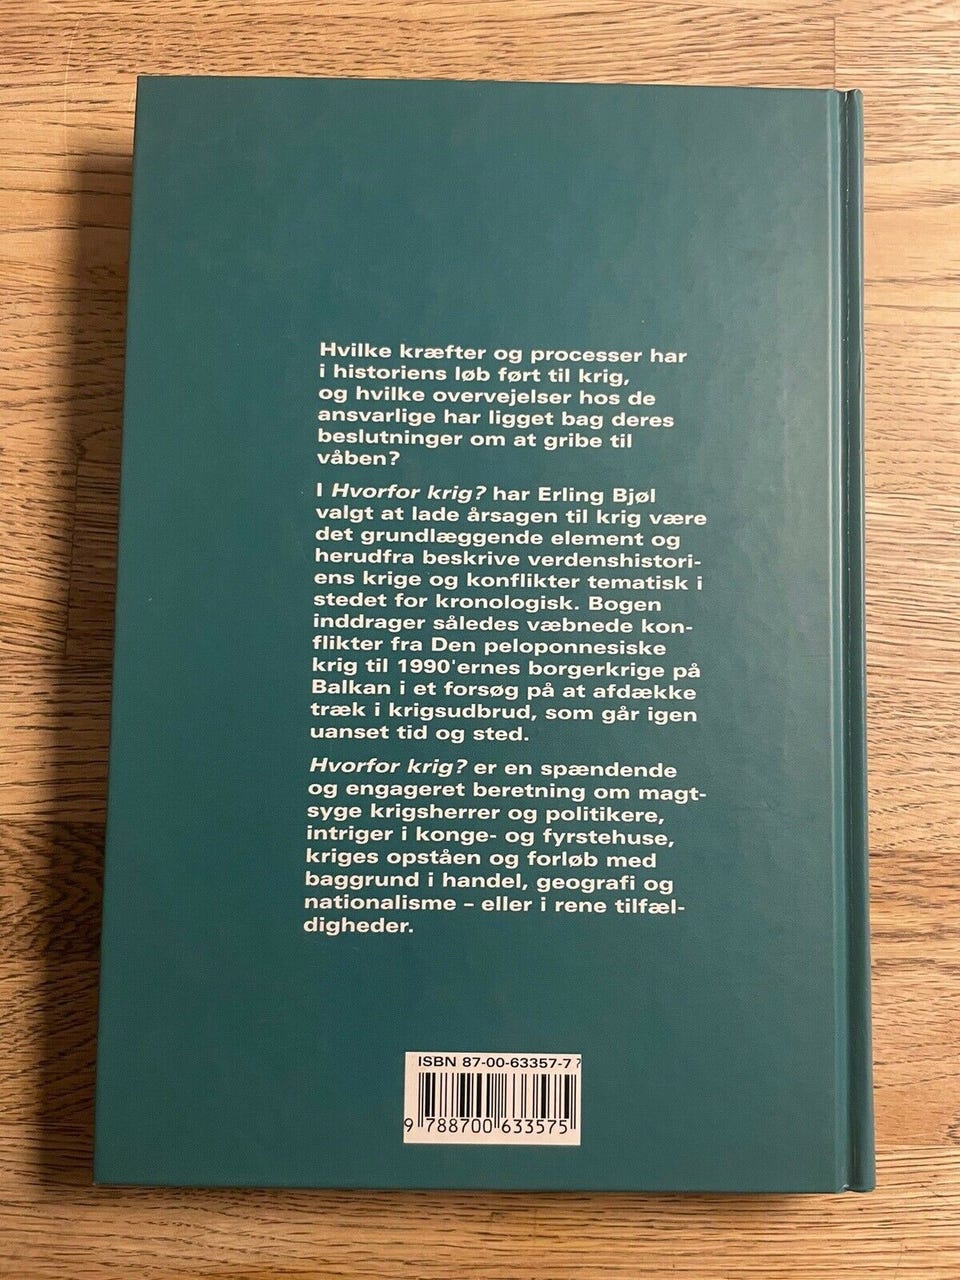 Hvilke kræfter og processer har
i historiens løb ført til krig,
og hvilke overvejelser hos de
ansvarlige har ligget bag deres
beslutninger om at gribe til
våben?
I Hvorfor krig? har Erling Bjøl
valgt at lade årsagen til krig være
det grundlæggende element og
herudfra beskrive verdenshistori-
ens krige og konflikter tematisk i
stedet for kronologisk. Bogen
inddrager således væbnede kon-
flikter fra Den peloponnesiske
krig til 1990'ernes borgerkrige på
Balkan i et forsøg på at afdække
træk i krigsudbrud, som går igen
uanset tid og sted.
Hvorfor krig? er en spændende
og engageret beretning om magt-
syge krigsherrer og politikere,
intriger i konge- og fyrstehuse,
kriges opståen og forløb med
baggrund i handel, geografi og
nationalisme – eller i rene tilfæl-
digheder.
ISBN 87-00-63357-7
9 788700 633575